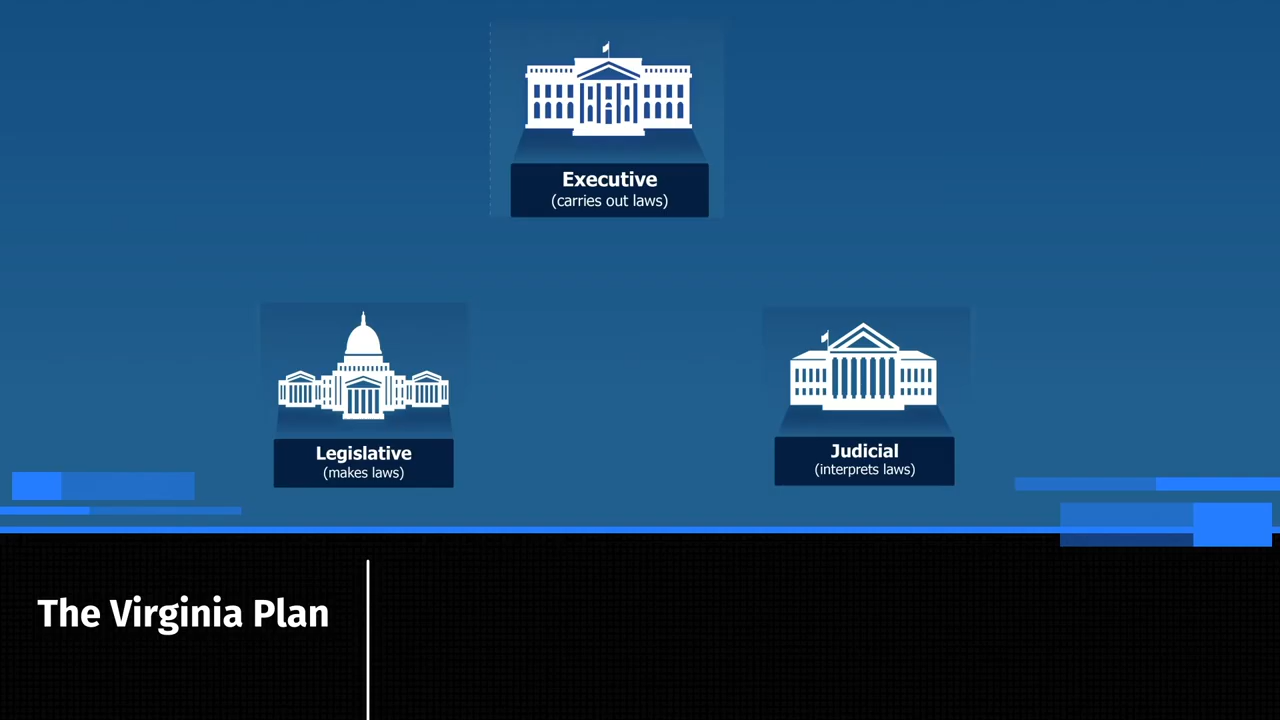 Executive
(carries out laws)
Legislative
(makes laws)
Judicial
(interprets laws)
The Virginia Plan